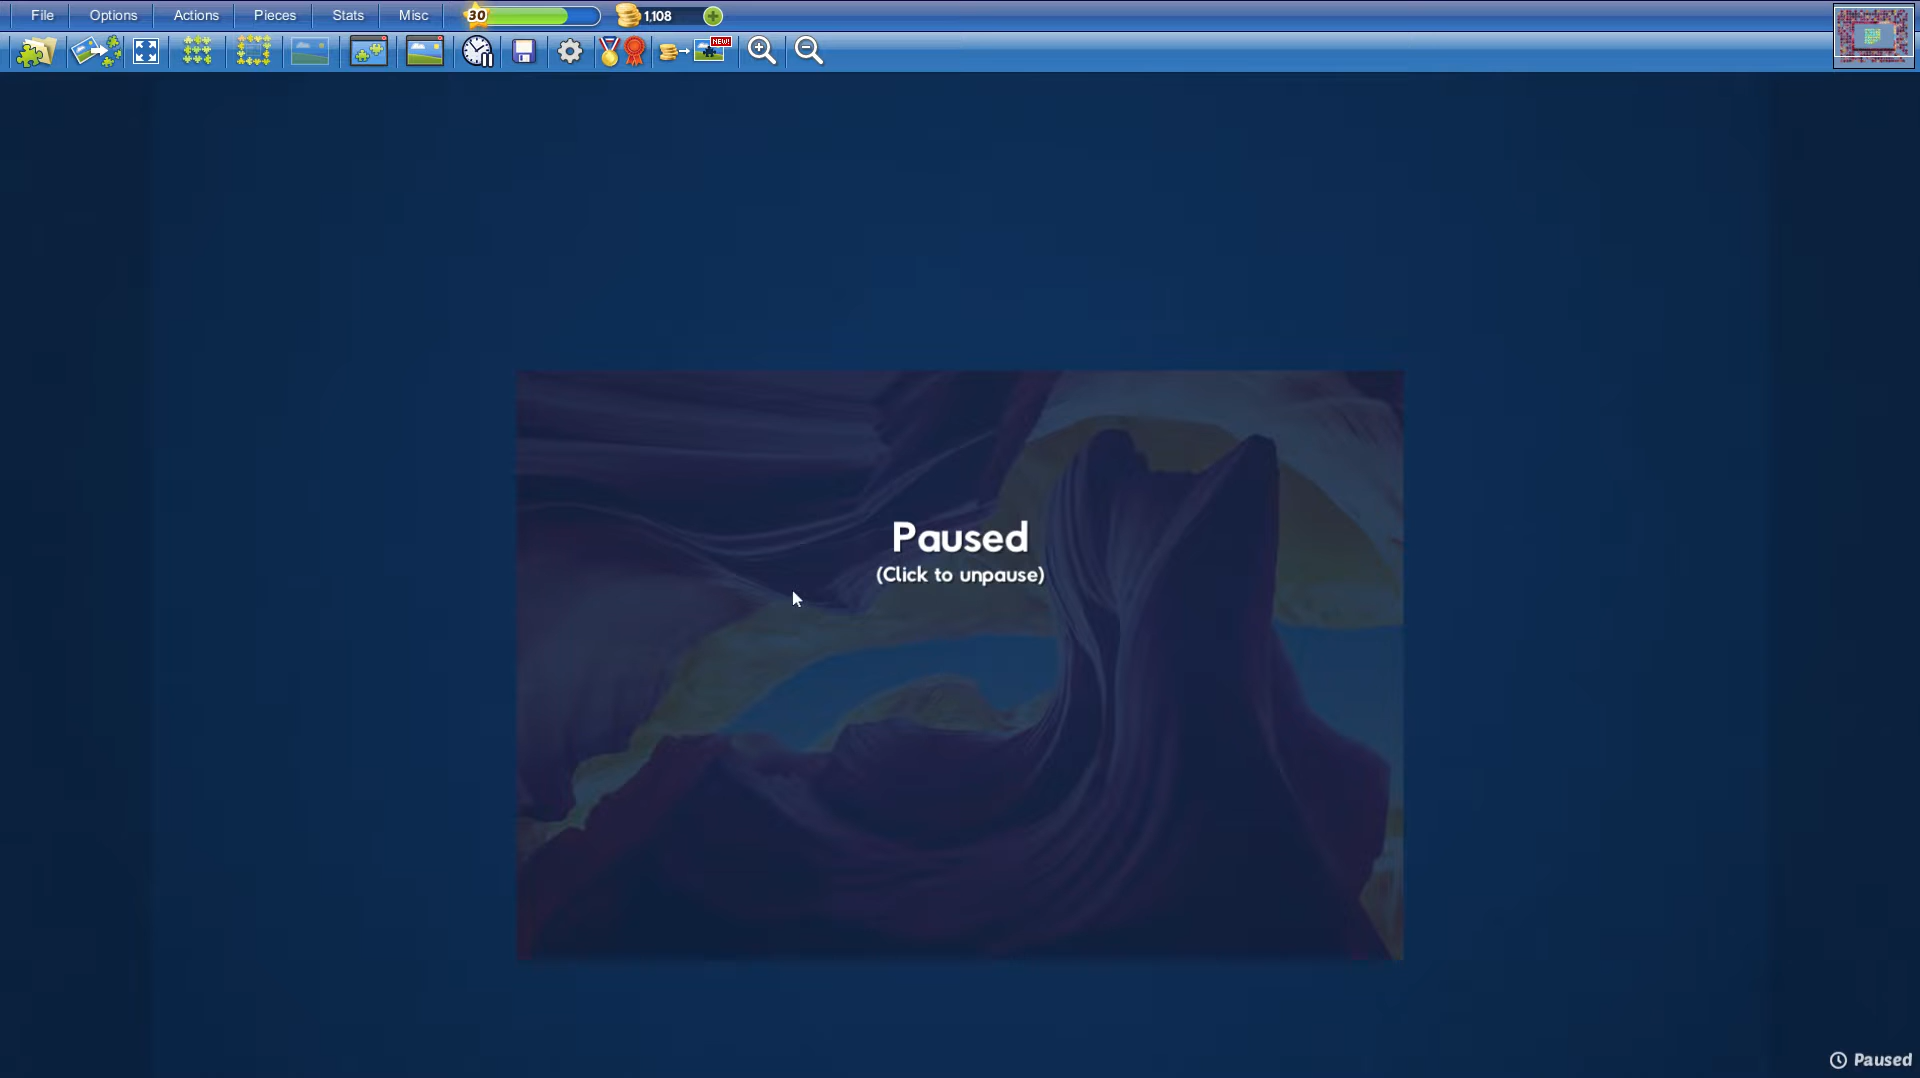 File Options Actions Pieces Stats Misc 30 1,108
NEW!
Paused
(Click to unpause)
Paused